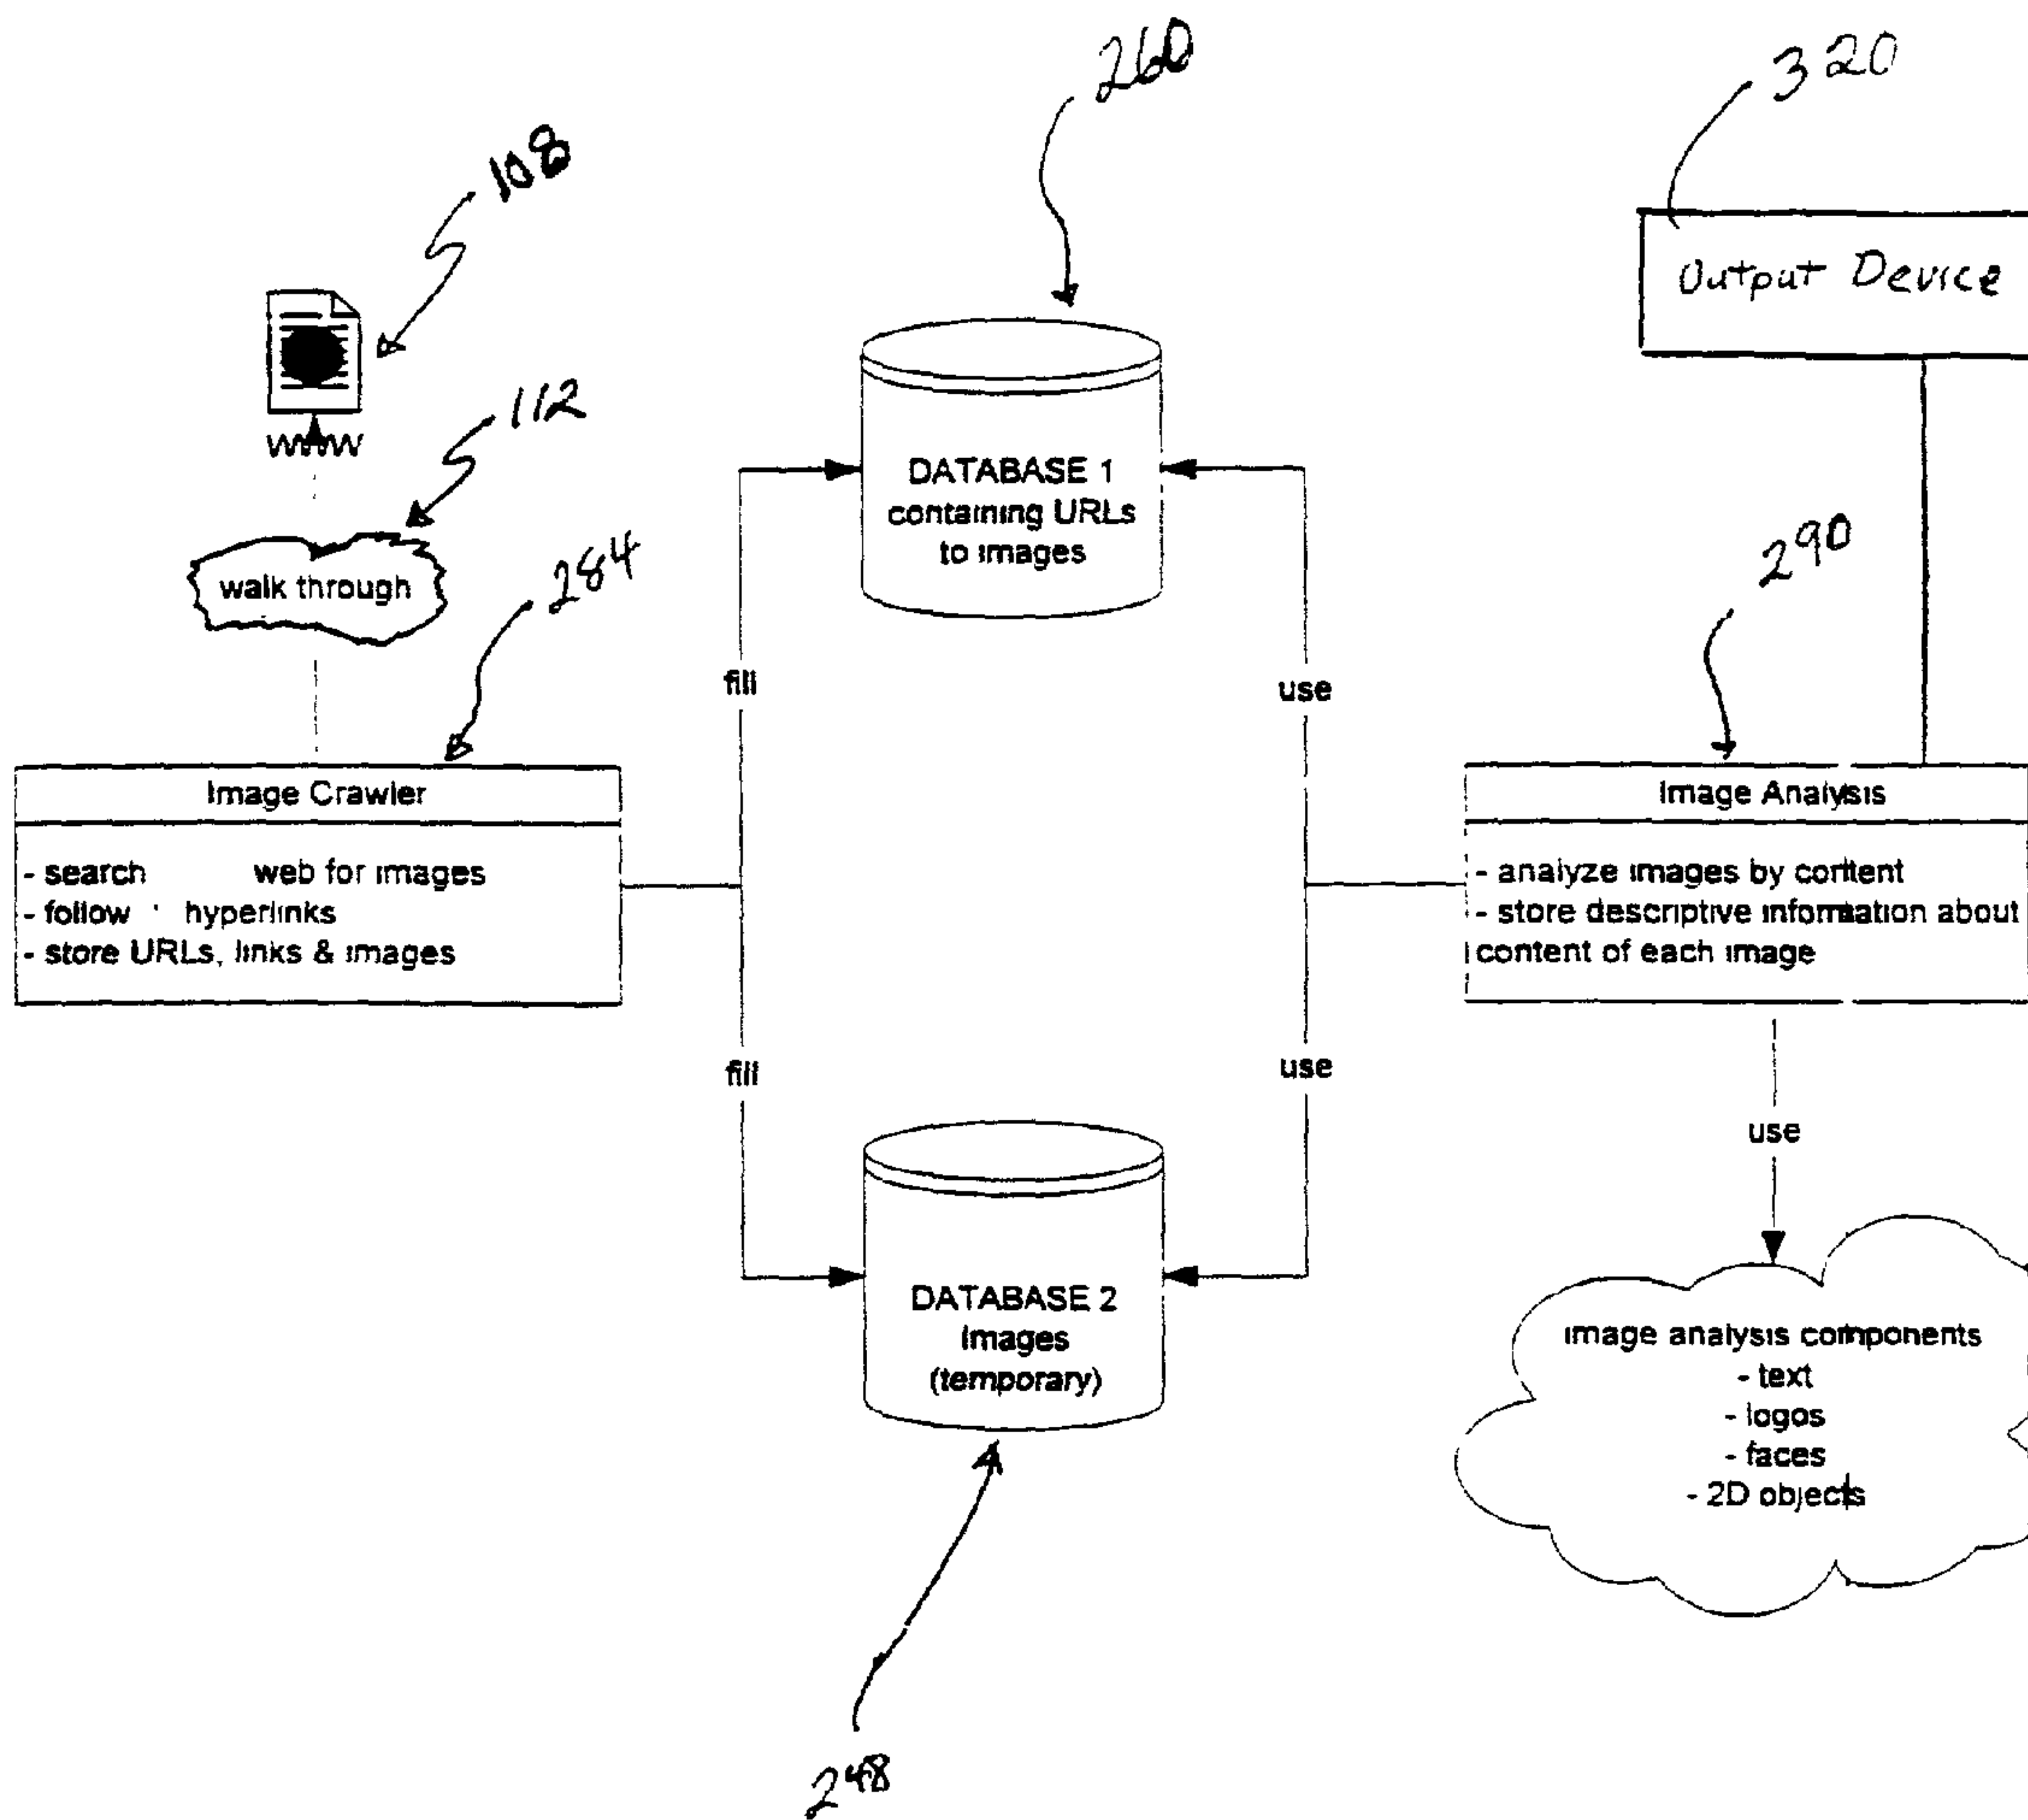 260
320
108
Output Device
112
WWW
DATABASE 1
containing URLs
to images
290
284
walk through
fill
use
Image Crawler
- search web for images
- follow hyperlinks
- store URLs, links & images
Image Analysis
- analyze images by content
- store descriptive information about
content of each image
fill
use
use
DATABASE 2
Images
(temporary)
image analysis components
- text
- logos
- faces
- 2D objects
248